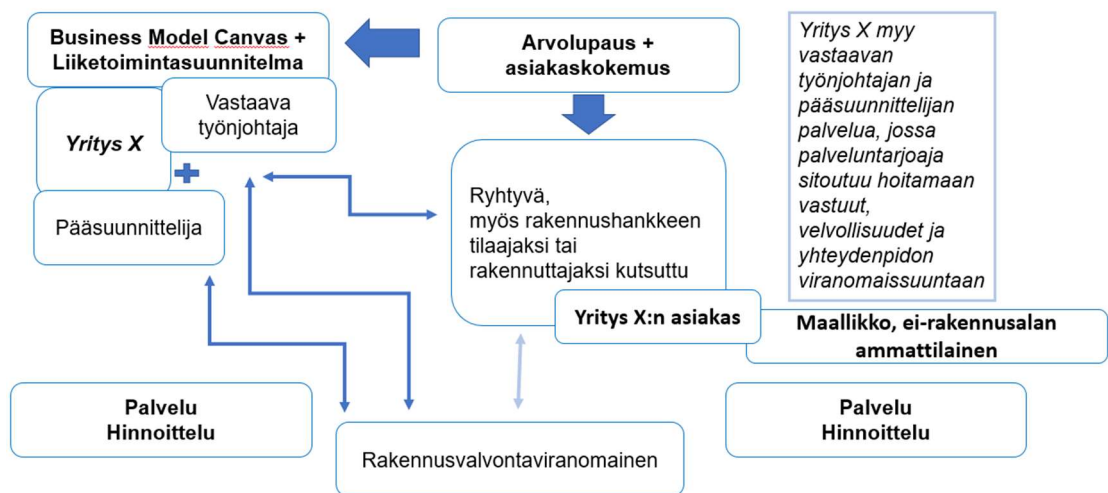 Business Model Canvas +
Liiketoimintasuunnitelma
Arvolupaus +
asiakaskokemus
Yritys X myy
vastaavan
työnjohtajan ja
pääsuunnittelijan
palvelua, jossa
palveluntarjoaja
sitoutuu hoitamaan
vastuut,
velvollisuudet ja
yhteydenpidon
viranomaissuuntaan
Vastaava
työnjohtaja
Yritys X
Pääsuunnittelija
Ryhtyvä,
myös rakennushankkeen
tilaajaksi tai
rakennuttajaksi kutsuttu
Yritys X:n asiakas
Maallikko, ei-rakennusalan
ammattilainen
Palvelu
Hinnoittelu
Palvelu
Hinnoittelu
Rakennusvalvontaviranomainen